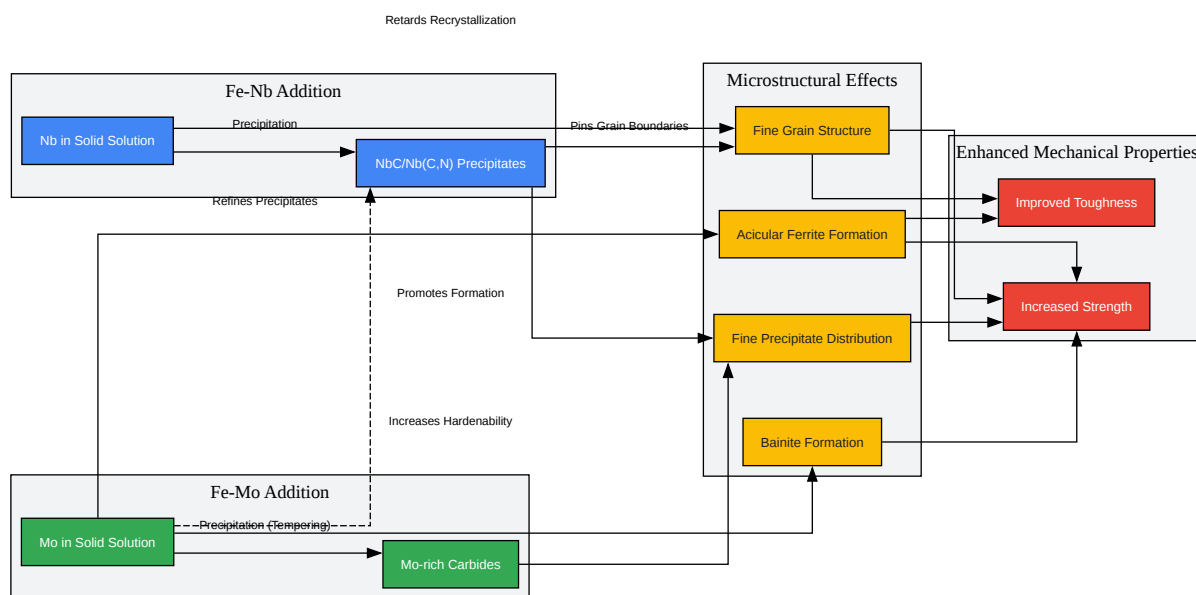 Retards Recrystallization
Fe-Nb Addition
Microstructural Effects
Nb in Solid Solution
Precipitation
Pins Grain Boundaries
Fine Grain Structure
NbC/Nb(C,N) Precipitates
Enhanced Mechanical Properties
Refines Precipitates
Improved Toughness
Acicular Ferrite Formation
Promotes Formation
Increased Strength
Fine Precipitate Distribution
Increases Hardenability
Bainite Formation
Fe-Mo Addition
Precipitation (Tempering)
Mo in Solid Solution
Mo-rich Carbides